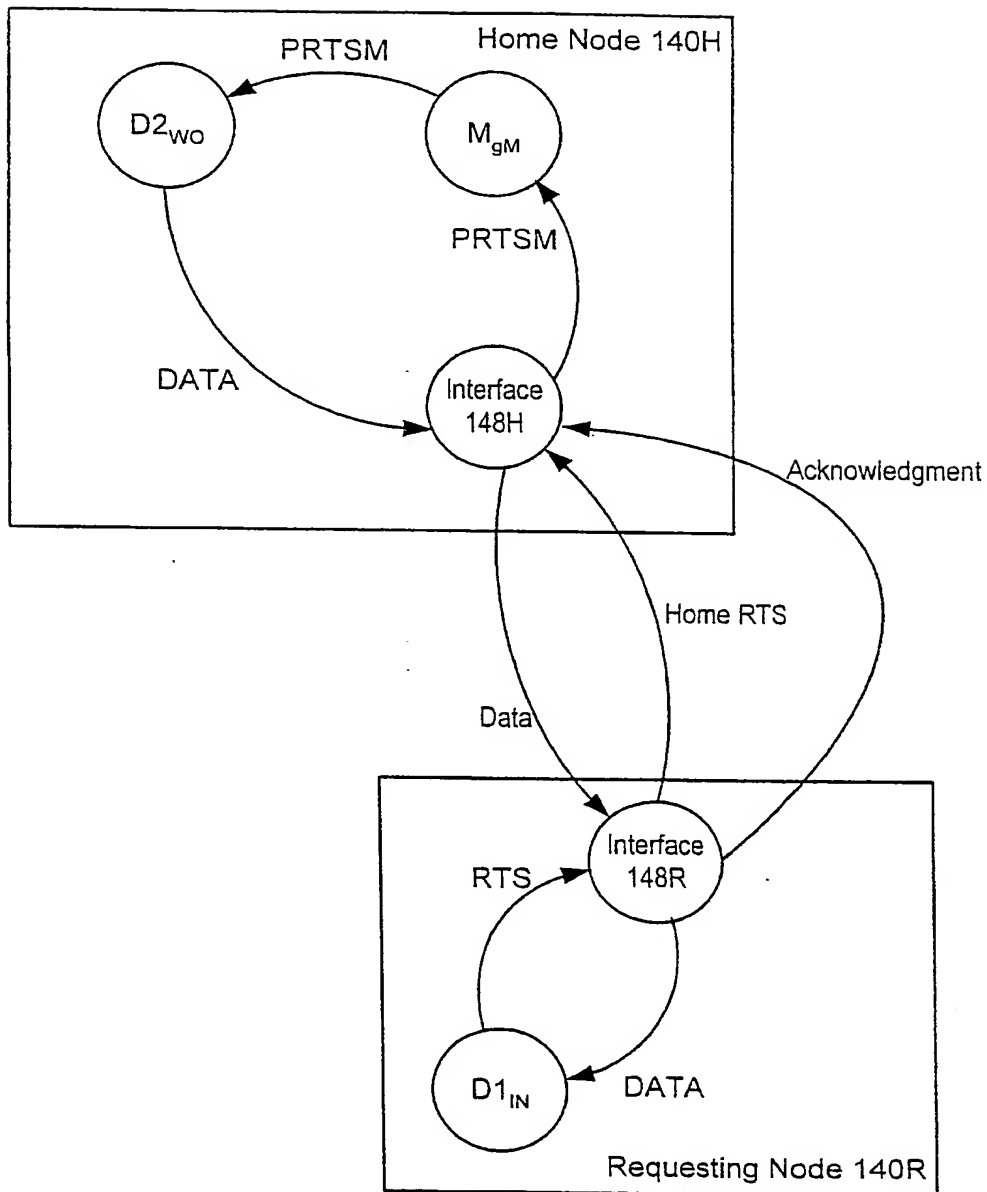 Home Node 140H
PRTSM
D2WO
MgM
PRTSM
DATA
Interface
148H
Acknowledgment
Home RTS
Data
Interface
148R
RTS
D1IN
DATA
Requesting Node 140R